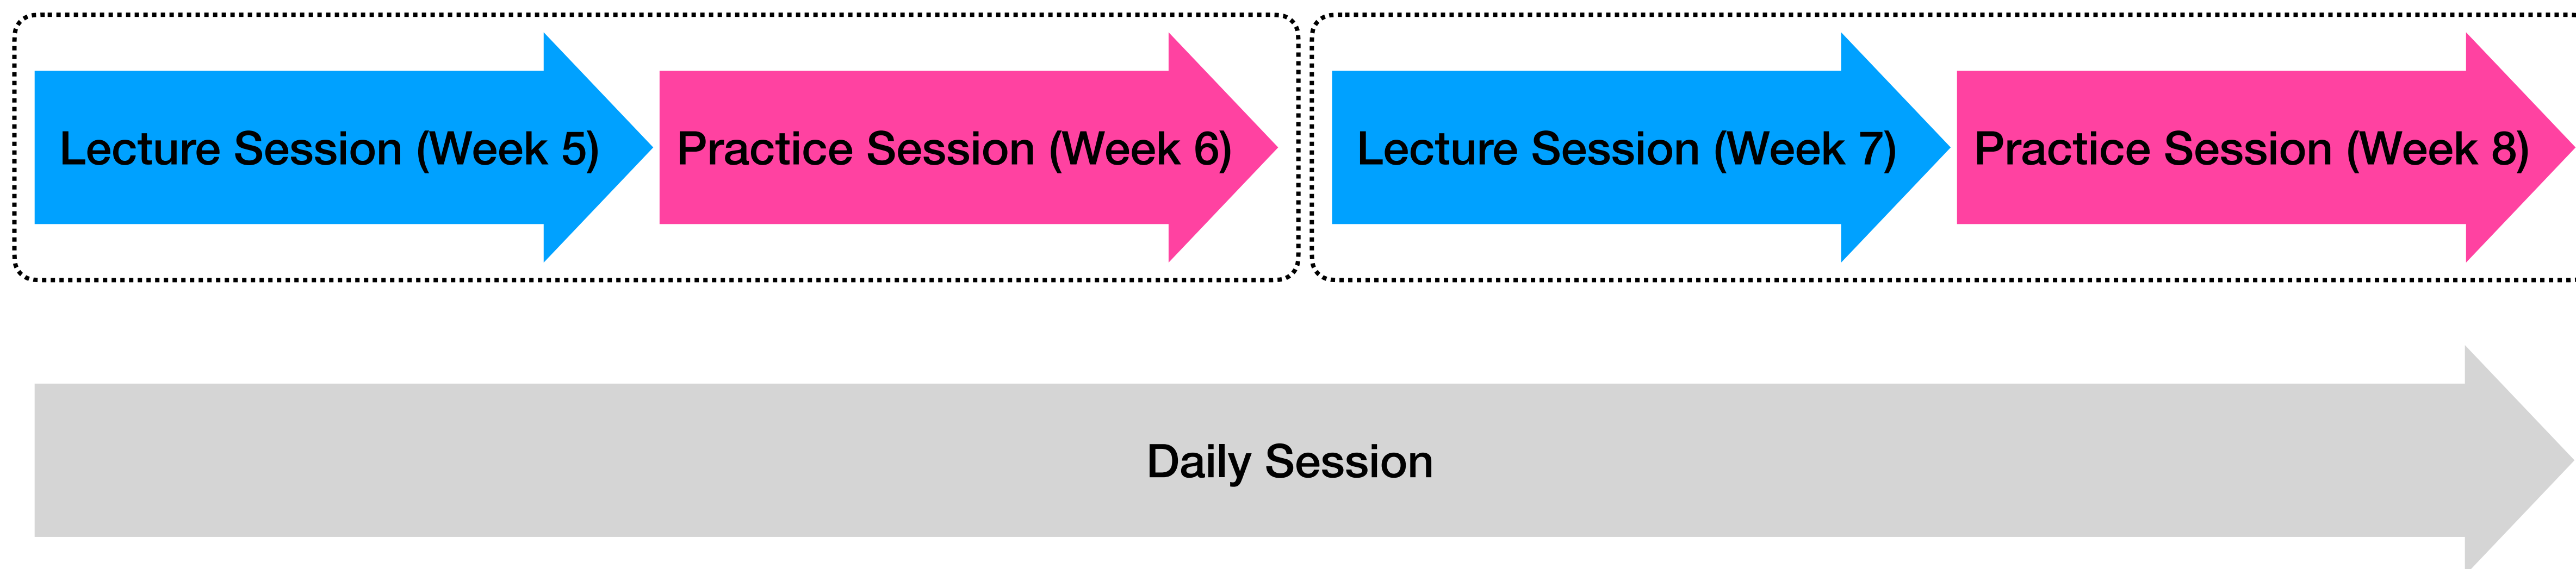 Lecture Session (Week 5)
Practice Session (Week 6)
Lecture Session (Week 7)
Practice Session (Week 8)
Daily Session